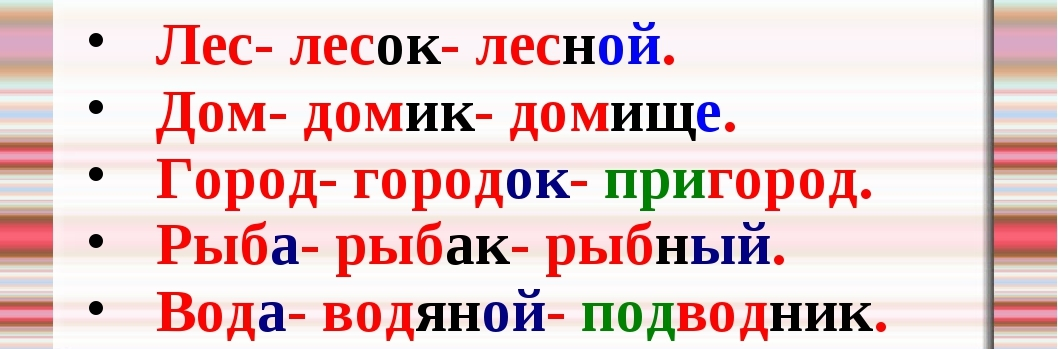 • Лес- лесок- лесной.
• Дом- домик- домище.
• Город- городок- пригород.
• Рыба- рыбак- рыбный.
• Вода- водяной- подводник.